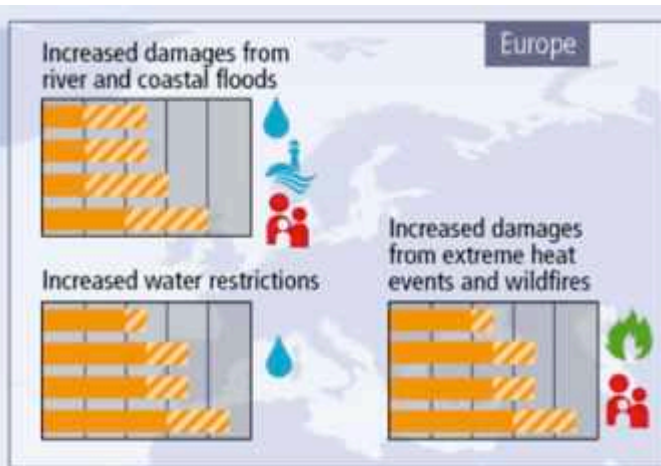 Europe
Increased damages from
river and coastal floods
Increased water restrictions
Increased damages
from extreme heat
events and wildfires